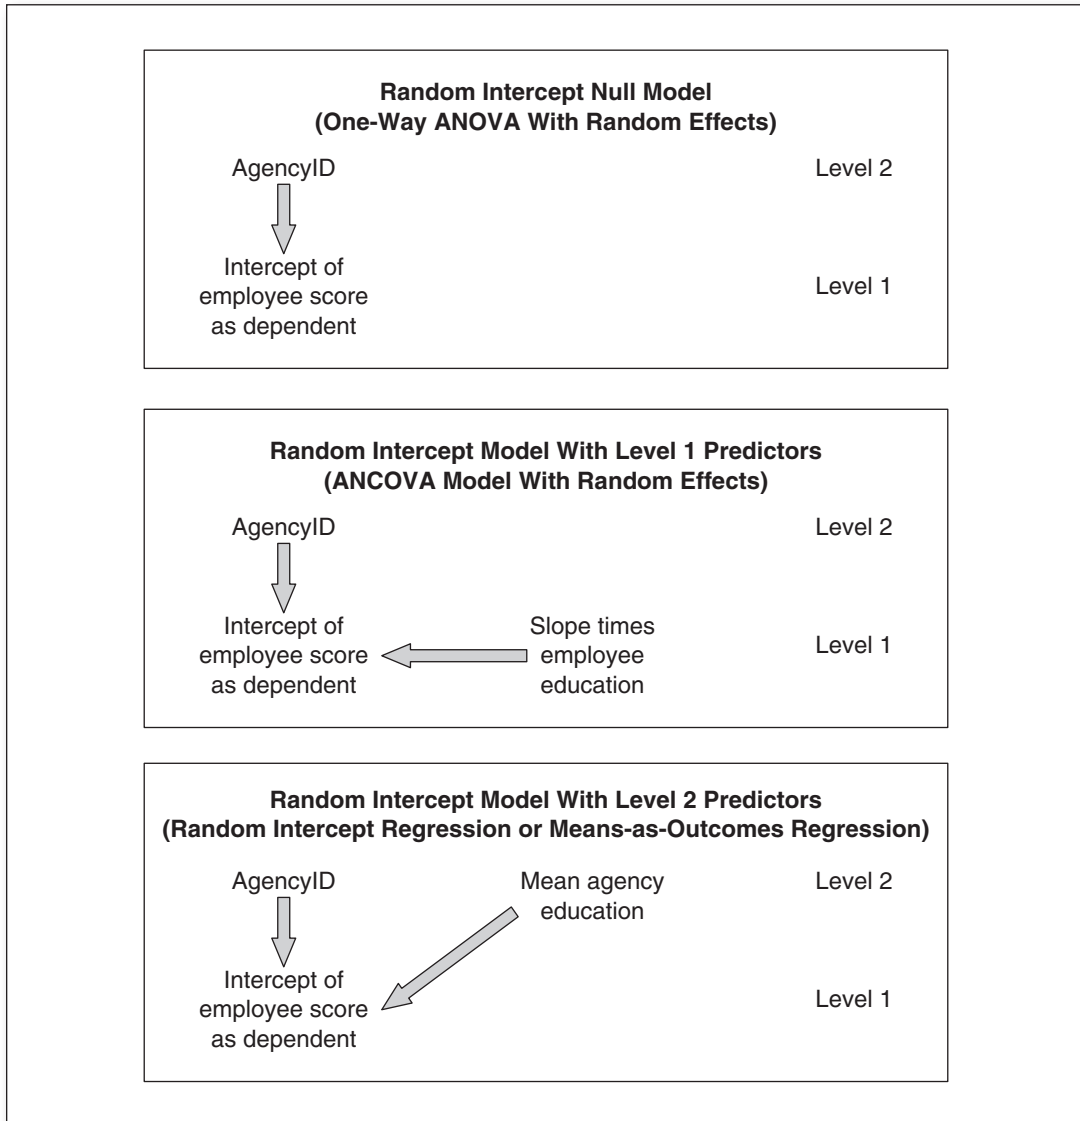 Random Intercept Null Model
(One-Way ANOVA With Random Effects)
AgencyID
Level 2
Intercept of
employee score
as dependent
Level 1
Random Intercept Model With Level 1 Predictors
(ANCOVA Model With Random Effects)
AgencyID
Level 2
Intercept of
employee score
as dependent
Slope times
employee
education
Level 1
Random Intercept Model With Level 2 Predictors
(Random Intercept Regression or Means-as-Outcomes Regression)
AgencyID
Mean agency
education
Level 2
Intercept of
employee score
as dependent
Level 1